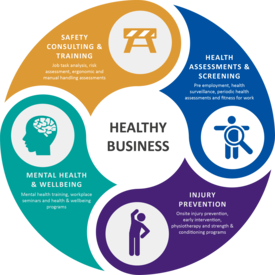 SAFETY
CONSULTING &
TRAINING
Job task analysis, risk
assessment, ergonomic and
manual handling assessments
HEALTH
ASSESSMENTS &
SCREENING
Pre employment, health
surveillance, periodic health
assessments and fitness for work
HEALTHY
BUSINESS
MENTAL HEALTH
& WELLBEING
Mental health training, workplace
seminars and health & wellbeing
programs
INJURY
PREVENTION
Onsite injury prevention,
early intervention,
physiotherapy and strength &
conditioning programs